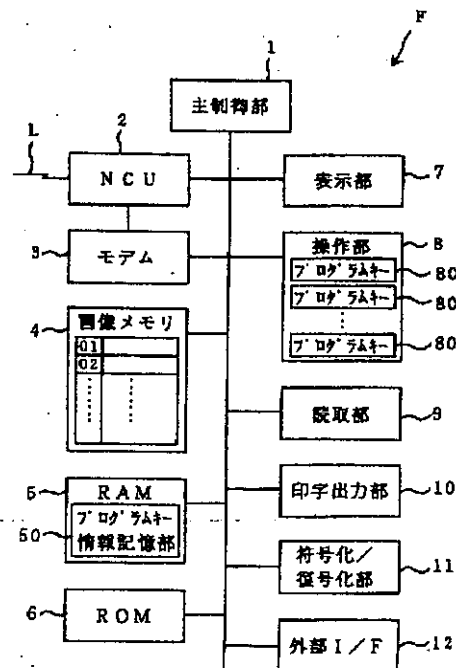 F
1
主制御部
L
2
NCU
7
表示部
3
モデム
8
操作部
プログラムキー
80
プログラムキー
80
プログラムキー
80
4
画像メモリ
01
02
9
読取部
5
RAM
プログラムキー
50
情報記憶部
10
印字出力部
11
符号化/
復号化部
6
ROM
12
外部I/F